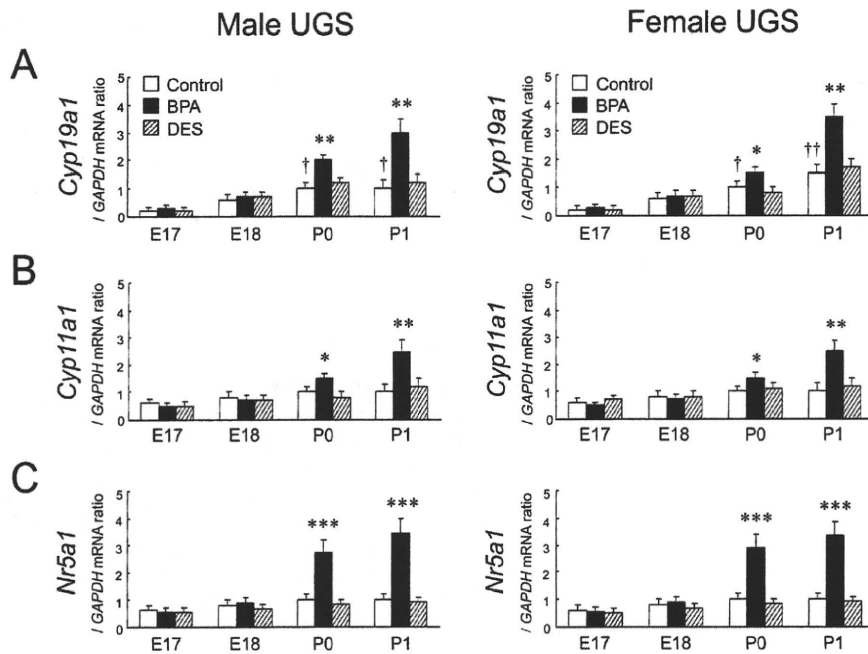 Male UGS
Female UGS
A
Cyp19a1
/ GAPDH mRNA ratio
5
4
3
2
1
0
Control
BPA
DES
†
**
†
**
E17
E18
P0
P1
Cyp19a1
/ GAPDH mRNA ratio
5
4
3
2
1
0
Control
BPA
DES
†
*
††
**
E17
E18
P0
P1
B
Cyp11a1
/ GAPDH mRNA ratio
5
4
3
2
1
0
*
**
E17
E18
P0
P1
Cyp11a1
/ GAPDH mRNA ratio
5
4
3
2
1
0
*
**
E17
E18
P0
P1
C
Nr5a1
/ GAPDH mRNA ratio
5
4
3
2
1
0
***
***
E17
E18
P0
P1
Nr5a1
/ GAPDH mRNA ratio
5
4
3
2
1
0
***
***
E17
E18
P0
P1